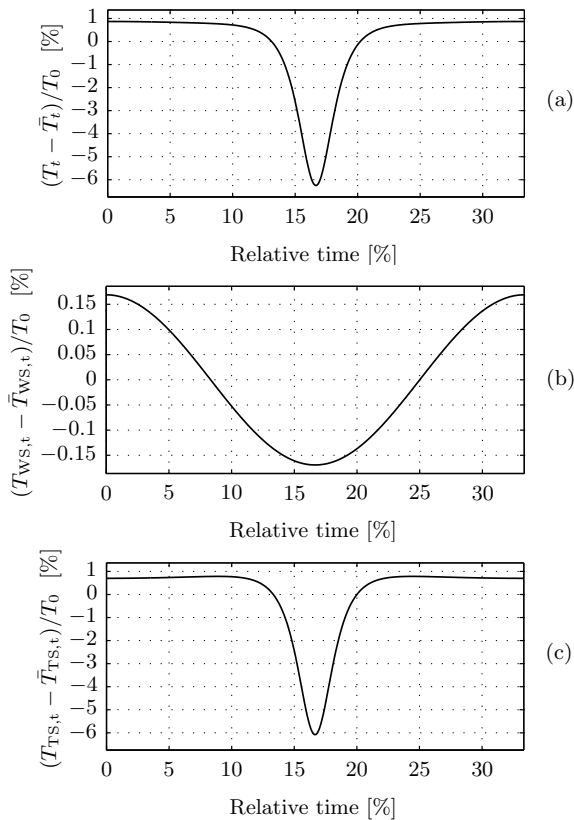 (T_t − T̄_t)/T_0 [%]
1
0
−1
−2
−3
−4
−5
−6
0 5 10 15 20 25 30
Relative time [%]
(a)
(T_WS,t − T̄_WS,t)/T_0 [%]
0.15
0.1
0.05
0
−0.05
−0.1
−0.15
0 5 10 15 20 25 30
Relative time [%]
(b)
(T_TS,t − T̄_TS,t)/T_0 [%]
1
0
−1
−2
−3
−4
−5
−6
0 5 10 15 20 25 30
Relative time [%]
(c)